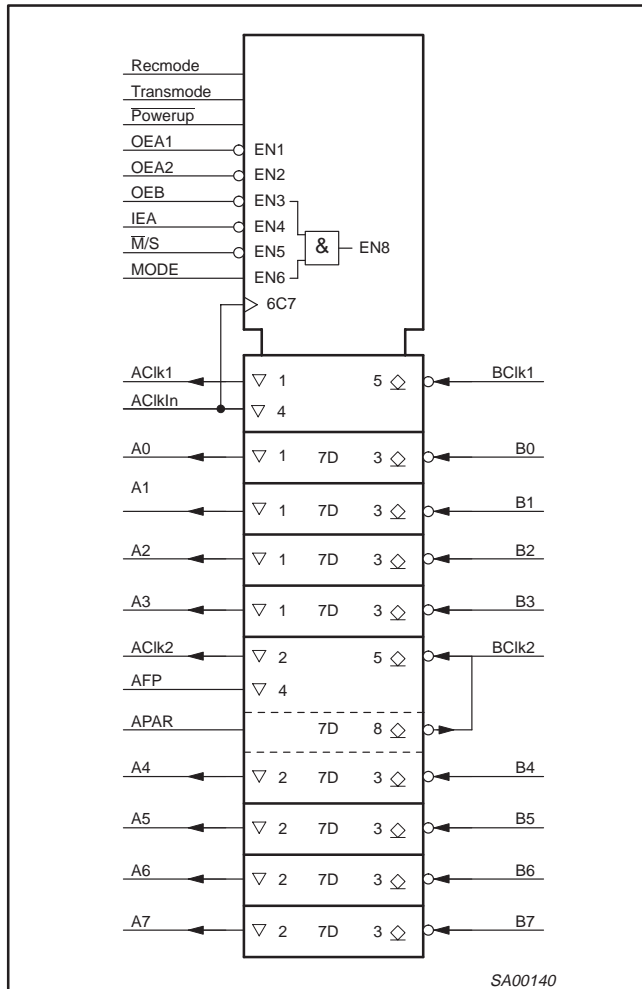 Recmode
Transmode
Powerup
OEA1 EN1
OEA2 EN2
OEB EN3
IEA EN4 & EN8
M/S EN5
MODE EN6
6C7
AClk1 ▽ 1 5 BClk1
AClkIn ▽ 4
A0 ▽ 1 7D 3 B0
A1 ▽ 1 7D 3 B1
A2 ▽ 1 7D 3 B2
A3 ▽ 1 7D 3 B3
AClk2 ▽ 2 5 BClk2
AFP ▽ 4
APAR 7D 8
A4 ▽ 2 7D 3 B4
A5 ▽ 2 7D 3 B5
A6 ▽ 2 7D 3 B6
A7 ▽ 2 7D 3 B7
SA00140